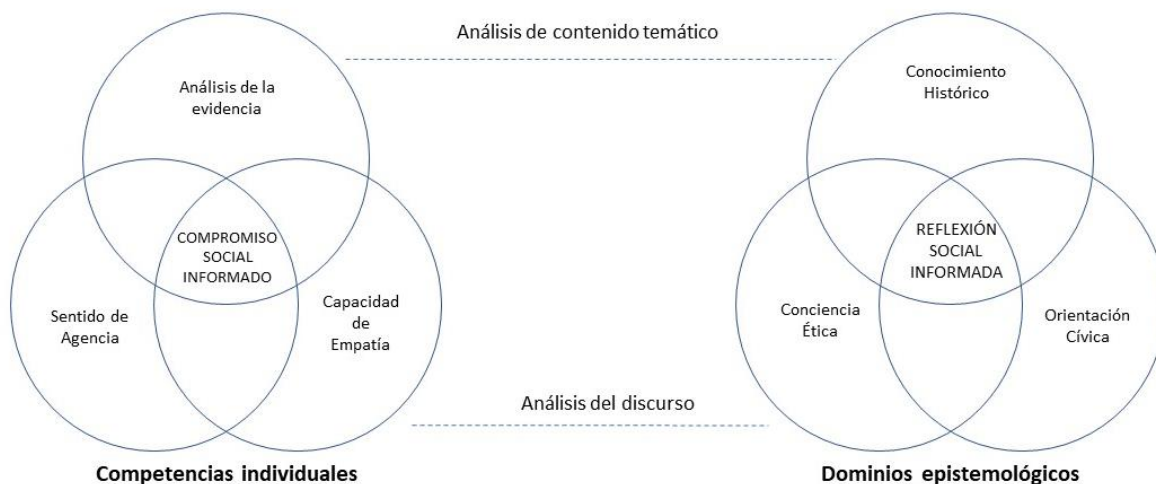 Análisis de contenido temático
Análisis de la
evidencia
COMPROMISO
SOCIAL
INFORMADO
Sentido de
Agencia
Capacidad
de
Empatía
Conocimiento
Histórico
REFLEXIÓN
SOCIAL
INFORMADA
Conciencia
Ética
Orientación
Cívica
Análisis del discurso
Competencias individuales
Dominios epistemológicos